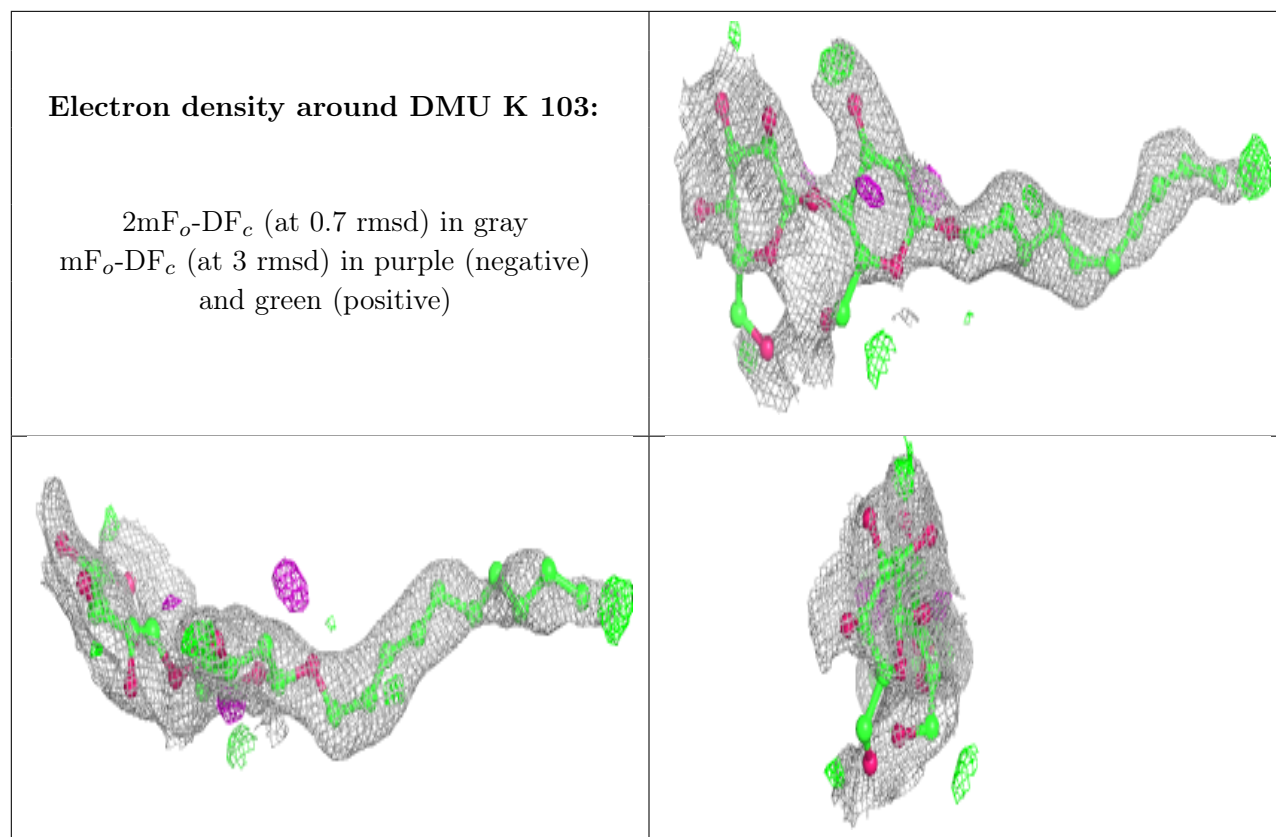 Electron density around DMU K 103:
2mFo-DFc (at 0.7 rmsd) in gray
mFo-DFc (at 3 rmsd) in purple (negative)
and green (positive)